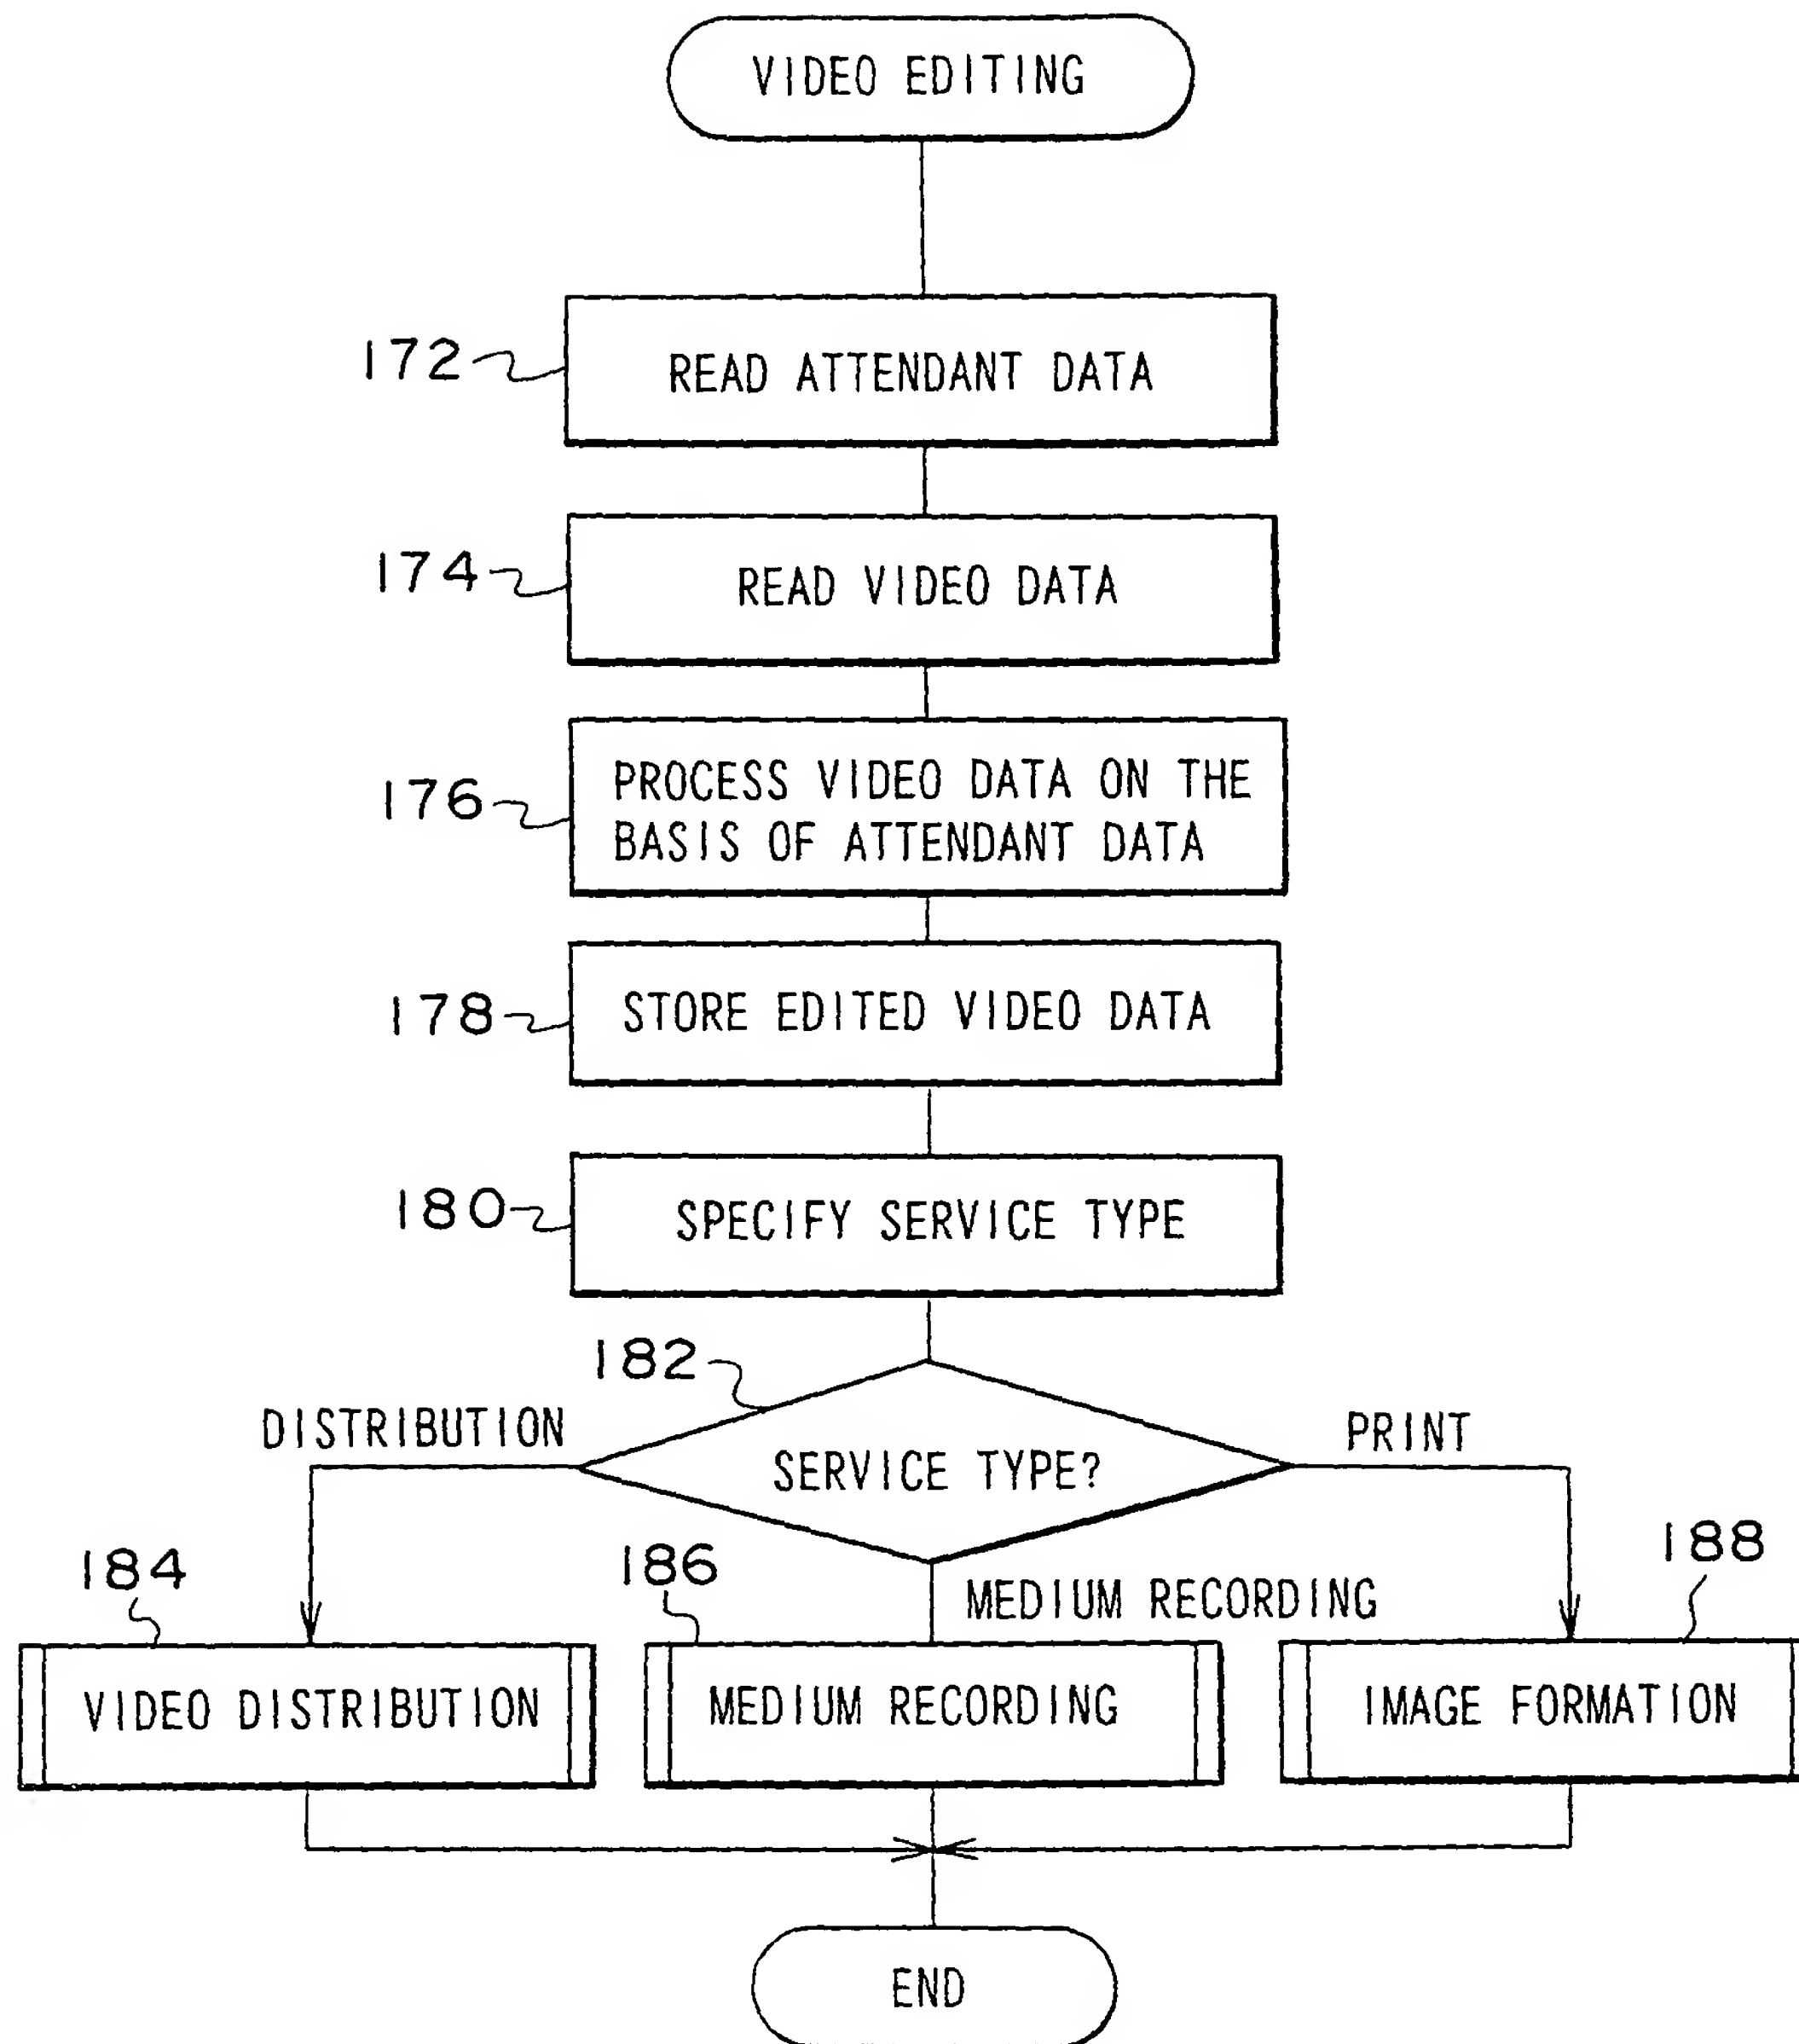 VIDEO EDITING
172
READ ATTENDANT DATA
174
READ VIDEO DATA
176
PROCESS VIDEO DATA ON THE
BASIS OF ATTENDANT DATA
178
STORE EDITED VIDEO DATA
180
SPECIFY SERVICE TYPE
182
DISTRIBUTION
SERVICE TYPE?
PRINT
184
186
MEDIUM RECORDING
188
VIDEO DISTRIBUTION
MEDIUM RECORDING
IMAGE FORMATION
END